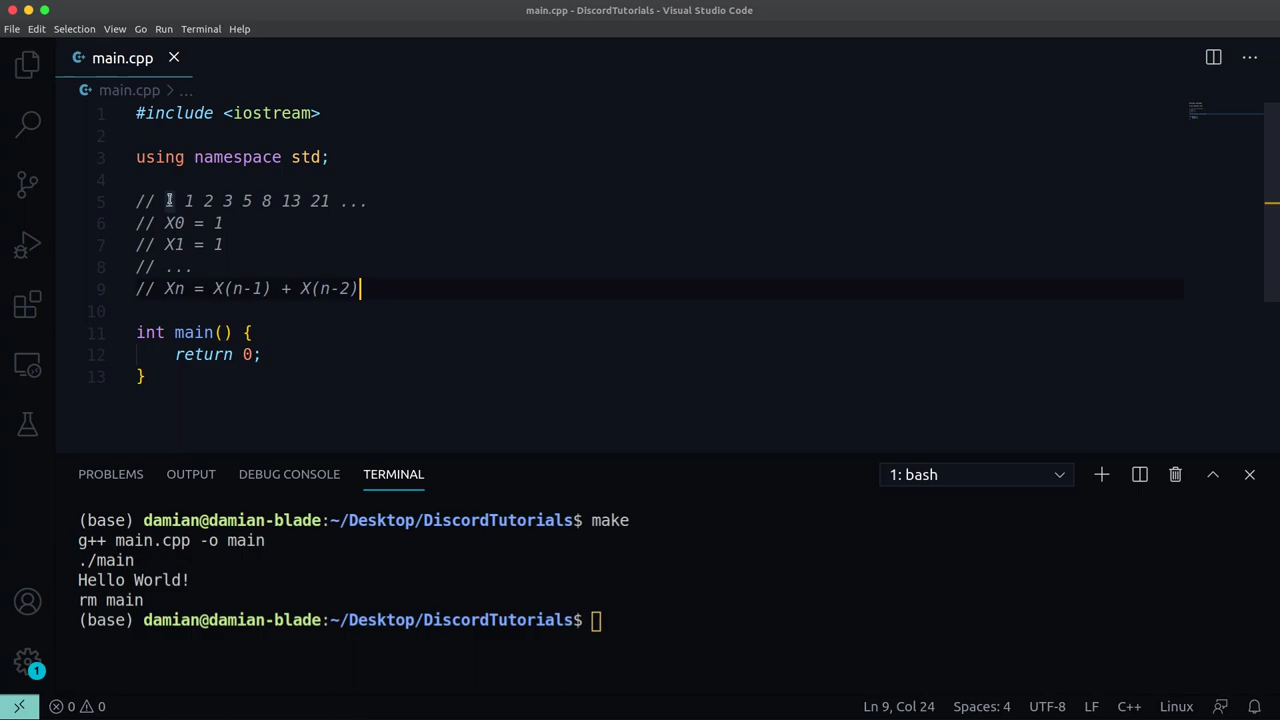 main.cpp - DiscordTutorials - Visual Studio Code
File Edit Selection View Go Run Terminal Help
main.cpp
main.cpp > ...
1 #include <iostream>
2
3 using namespace std;
4
5 // 1 1 2 3 5 8 13 21 ...
6 // X0 = 1
7 // X1 = 1
8 // ...
9 // Xn = X(n-1) + X(n-2)
10
11 int main() {
12 return 0;
13 }
PROBLEMS OUTPUT DEBUG CONSOLE TERMINAL 1: bash
(base) damian@damian-blade:~/Desktop/DiscordTutorials$ make
g++ main.cpp -o main
./main
Hello World!
rm main
(base) damian@damian-blade:~/Desktop/DiscordTutorials$
1
0 0 Ln 9, Col 24 Spaces: 4 UTF-8 LF C++ Linux